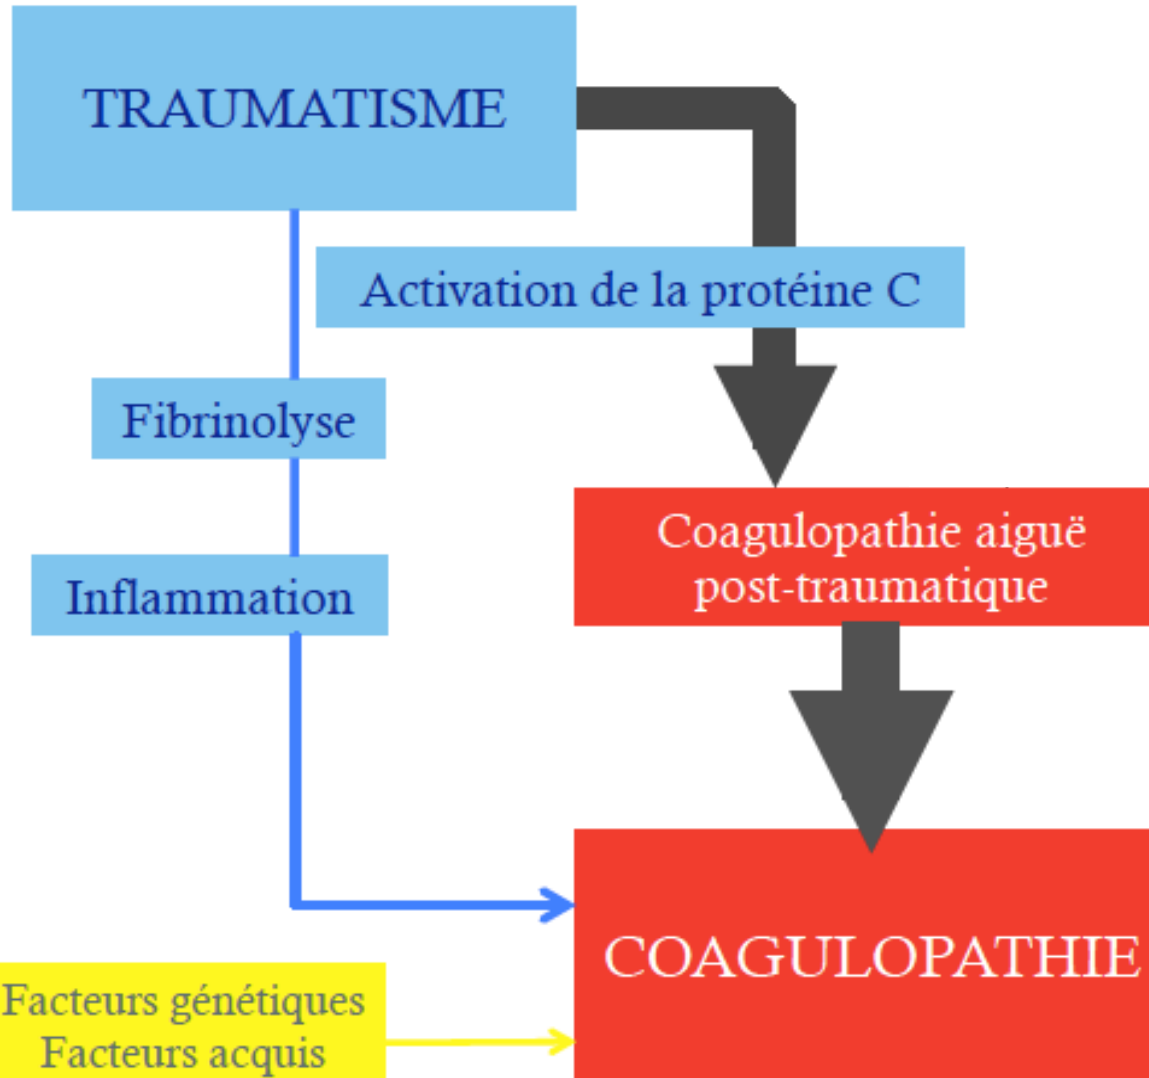 TRAUMATISME
Activation de la protéine C
Fibrinolyse
Coagulopathie aiguë
post-traumatique
Inflammation
COAGULOPATHIE
Facteurs génétiques
Facteurs acquis